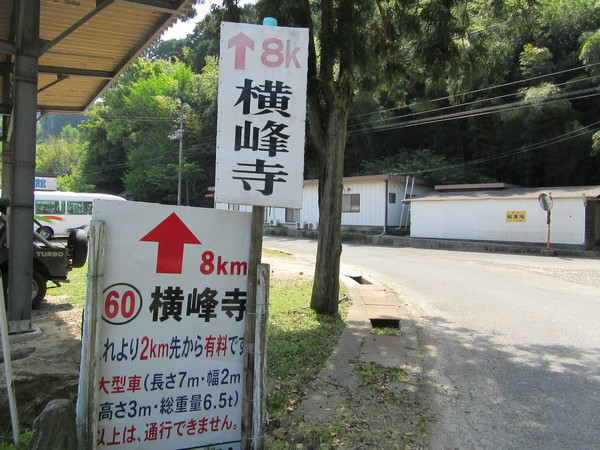 8k
横峰寺
8km
60 横峰寺
れより2km先から有料です
大型車(長さ7m・幅2m
高さ3m・総重量6.5t)
以上は、通行できません。
TURBO
館